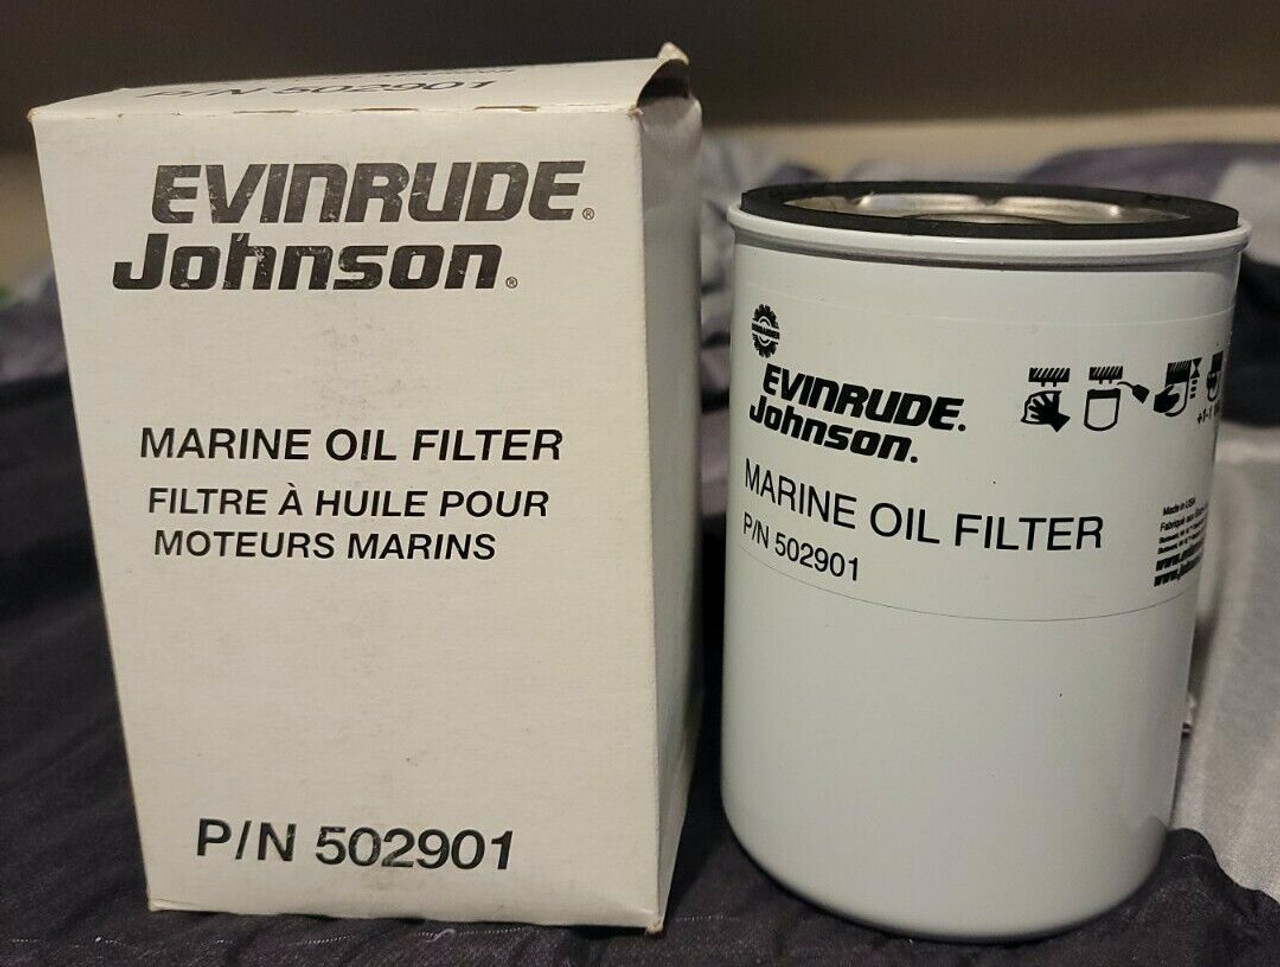 P/N 502901
EVINRUDE®
Johnson®
MARINE OIL FILTER
FILTRE À HUILE POUR
MOTEURS MARINS
P/N 502901
EVINRUDE.
Johnson.
MARINE OIL FILTER
P/N 502901
Made in USA